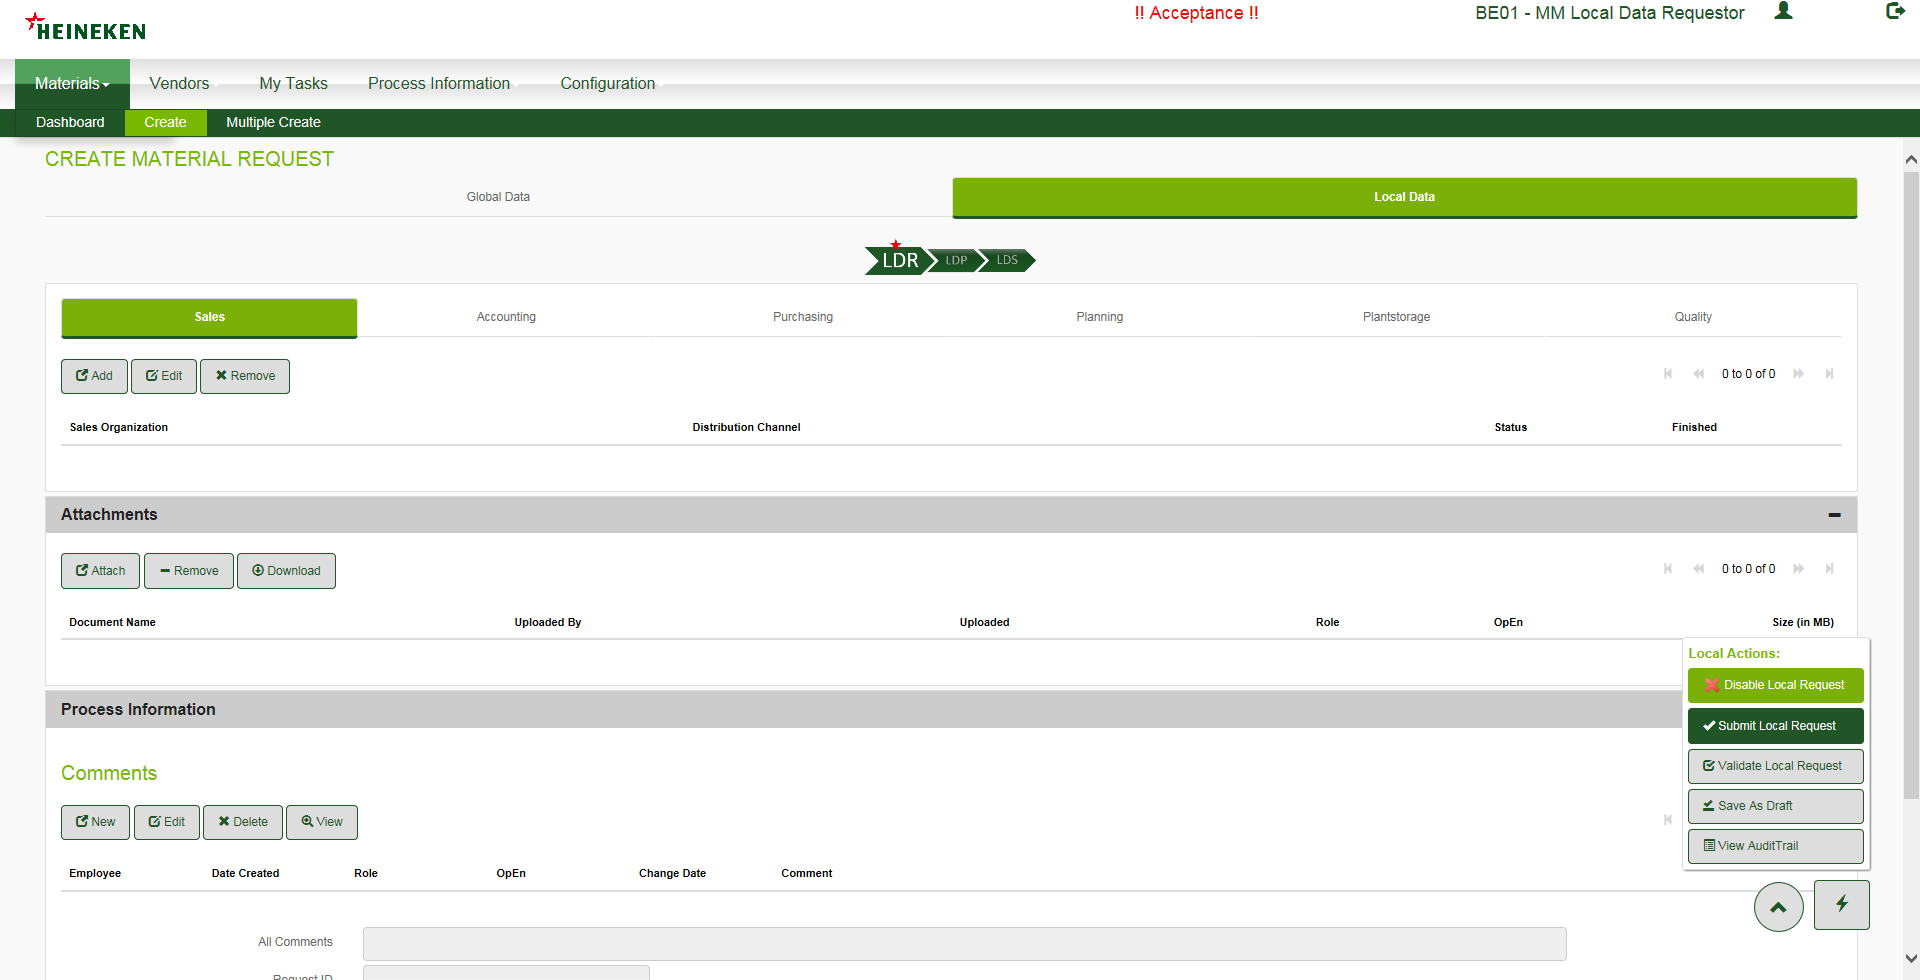 HEINEKEN
!! Acceptance !!
BE01 - MM Local Data Requestor
Materials
Vendors
My Tasks
Process Information
Configuration
Dashboard
Create
Multiple Create
CREATE MATERIAL REQUEST
Global Data
Local Data
LDR
LDP
LDS
Sales
Accounting
Purchasing
Planning
Plantstorage
Quality
Add
Edit
Remove
0 to 0 of 0
Sales Organization
Distribution Channel
Status
Finished
Attachments
Attach
Remove
Download
0 to 0 of 0
Document Name
Uploaded By
Uploaded
Role
OpEn
Size (in MB)
Local Actions:
Disable Local Request
Submit Local Request
Validate Local Request
Save As Draft
View AuditTrail
Process Information
Comments
New
Edit
Delete
View
Employee
Date Created
Role
OpEn
Change Date
Comment
All Comments
Request ID